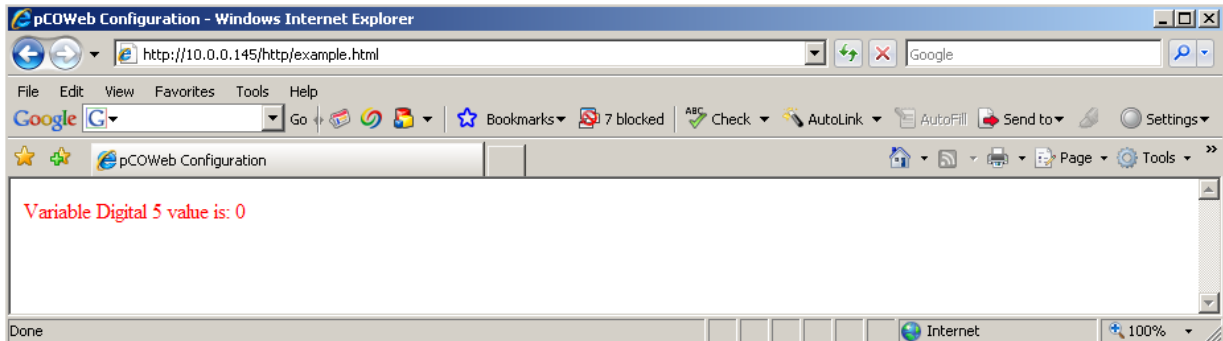 pCOWeb Configuration - Windows Internet Explorer
http://10.0.0.145/http/example.html
Google
File Edit View Favorites Tools Help
Google G Go Bookmarks 7 blocked ABC Check AutoLink AutoFill Send to Settings
pCOWeb Configuration Page Tools »
Variable Digital 5 value is: 0
Done Internet 100%